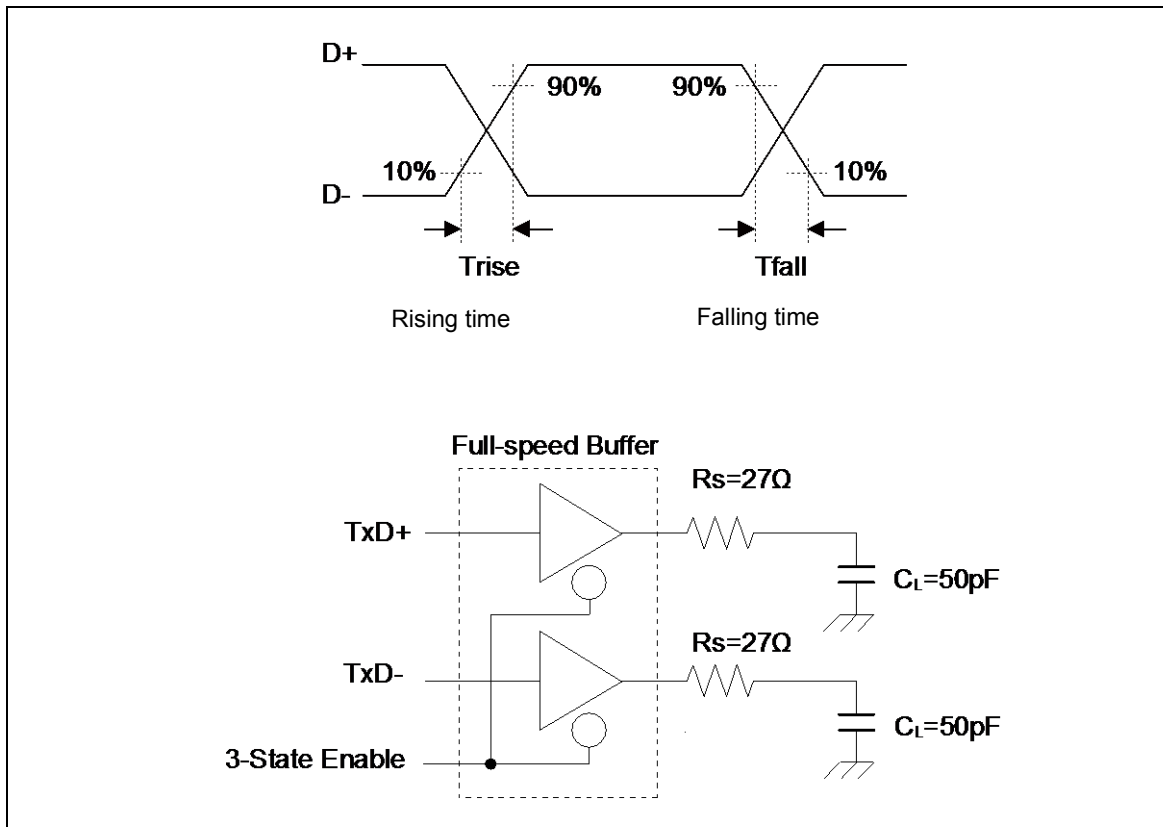 D+
90%
90%
10%
10%
D-
Trise
Tfall
Rising time
Falling time
Full-speed Buffer
Rs=27Ω
TxD+
CL=50pF
Rs=27Ω
TxD-
CL=50pF
3-State Enable